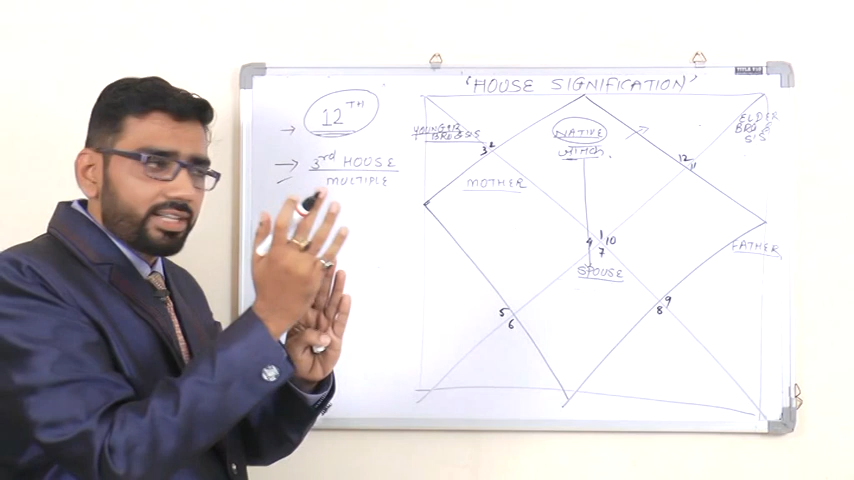 "HOUSE SIGNIFICATION"
12TH
3rd HOUSE
MULTIPLE
YOUNGER
BRO & SIS
NATIVE
ELDER
BRO &
SIS
3 2
12
11
MOTHER
1
4 10
7
SPOUSE
FATHER
5
6
9
8